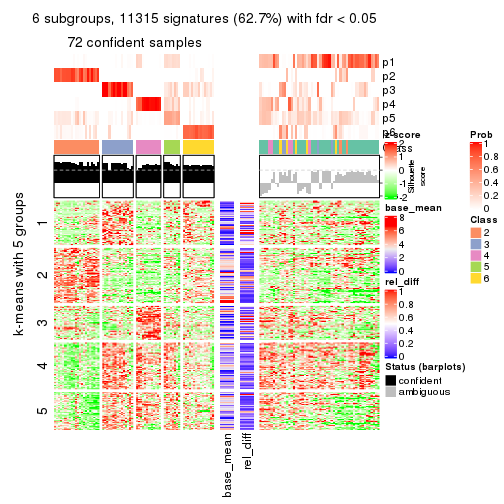 6 subgroups, 11315 signatures (62.7%) with fdr < 0.05
72 confident samples
p1
p2
p3
p4
p5
p6
Class
z-score
2
1
0
-1
-2
Silhouette
score
Prob
1
0.8
0.6
0.4
0.2
0
base_mean
8
6
4
2
0
Class
2
3
4
5
6
rel_diff
1
0.8
0.6
0.4
0.2
0
Status (barplots)
confident
ambiguous
k-means with 5 groups
1
2
3
4
5
base_mean
rel_diff